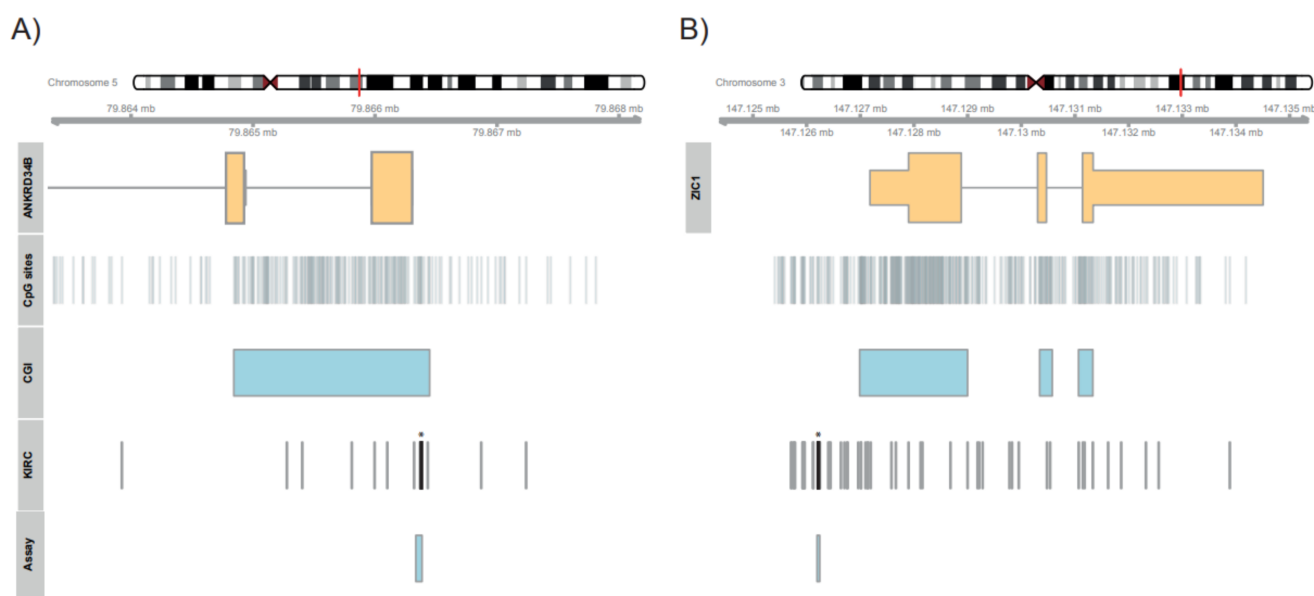 A)
Chromosome 5
79.864 mb
79.866 mb
79.868 mb
79.865 mb
79.867 mb
ANKRD34B
CpG sites
CGI
KIRC
*
Assay
B)
Chromosome 3
147.125 mb
147.127 mb
147.129 mb
147.131 mb
147.133 mb
147.135 mb
147.126 mb
147.128 mb
147.13 mb
147.132 mb
147.134 mb
ZIC1
*